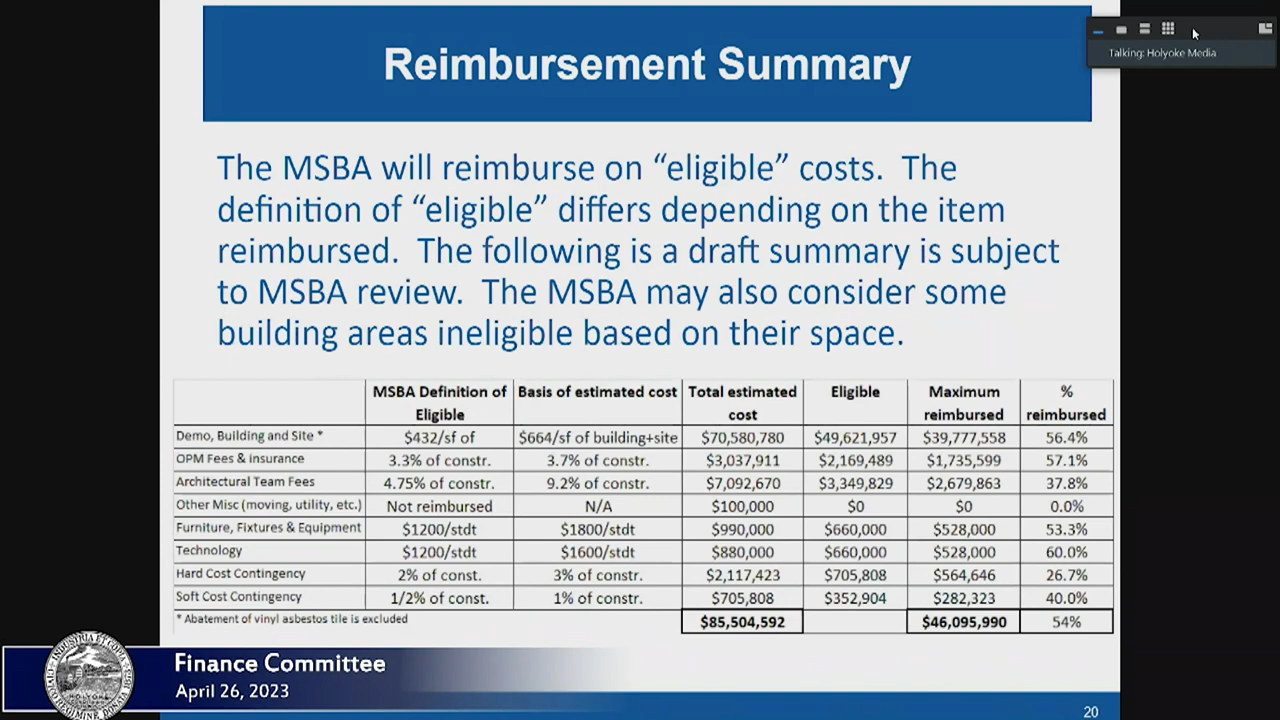 Reimbursement Summary
Talking: Holyoke Media
The MSBA will reimburse on “eligible” costs. The
definition of “eligible” differs depending on the item
reimbursed. The following is a draft summary is subject
to MSBA review. The MSBA may also consider some
building areas ineligible based on their space.
MSBA Definition of Eligible Basis of estimated cost Total estimated cost Eligible Maximum reimbursed % reimbursed
Demo, Building and Site * $432/sf of $664/sf of building+site $70,580,780 $49,621,957 $39,777,558 56.4%
OPM Fees & insurance 3.3% of constr. 3.7% of constr. $3,037,911 $2,169,489 $1,735,599 57.1%
Architectural Team Fees 4.75% of constr. 9.2% of constr. $7,092,670 $3,349,829 $2,679,863 37.8%
Other Misc (moving, utility, etc.) Not reimbursed N/A $100,000 $0 $0 0.0%
Furniture, Fixtures & Equipment $1200/stdt $1800/stdt $990,000 $660,000 $528,000 53.3%
Technology $1200/stdt $1600/stdt $880,000 $660,000 $528,000 60.0%
Hard Cost Contingency 2% of const. 3% of constr. $2,117,423 $705,808 $564,646 26.7%
Soft Cost Contingency 1/2% of const. 1% of constr. $705,808 $352,904 $282,323 40.0%
* Abatement of vinyl asbestos tile is excluded $85,504,592 $46,095,990 54%
Finance Committee
April 26, 2023
20